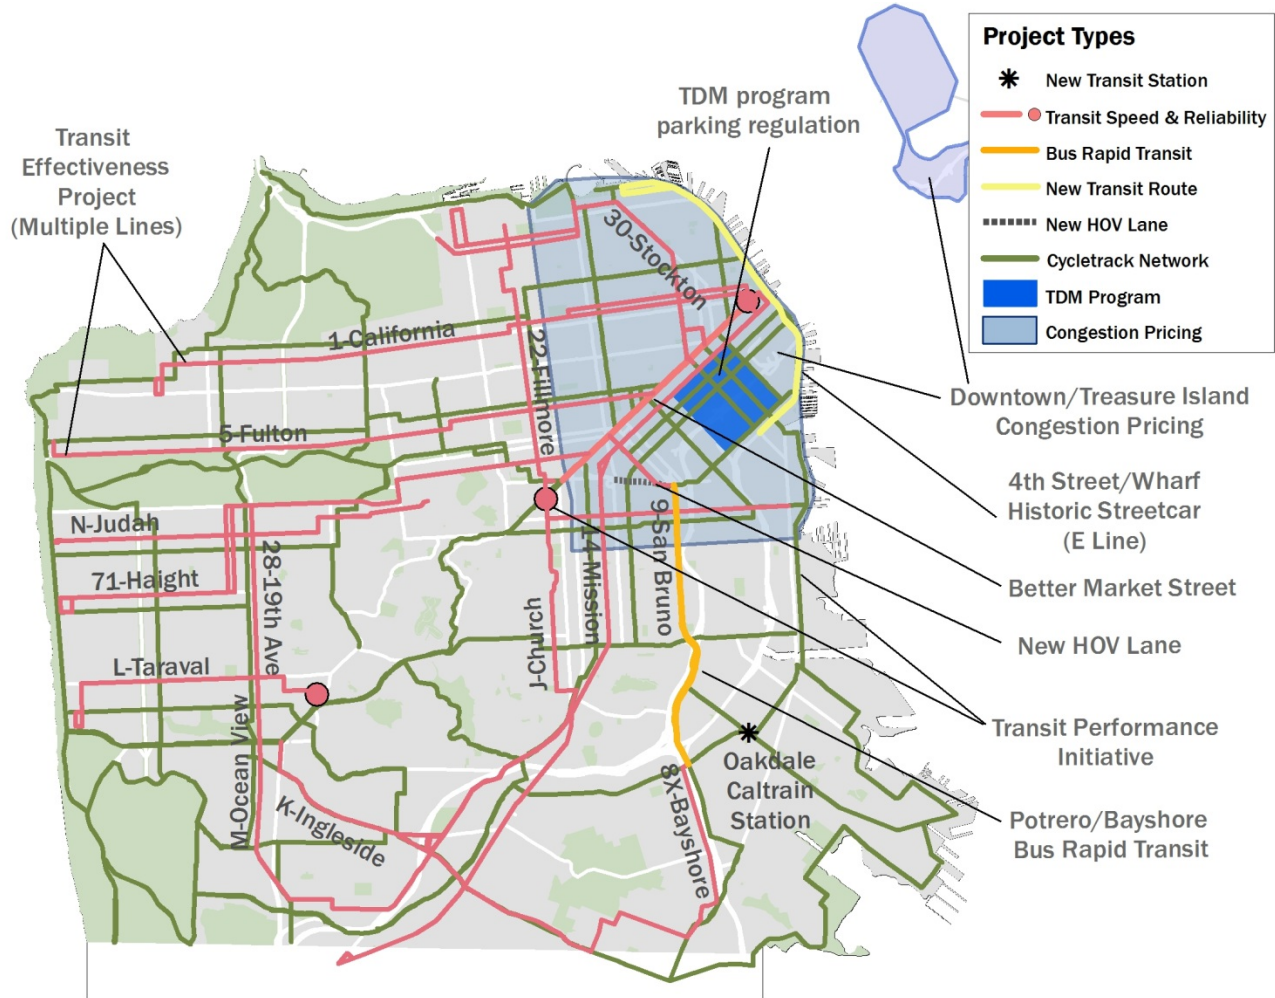 Project Types
New Transit Station
Transit Speed & Reliability
Bus Rapid Transit
New Transit Route
New HOV Lane
Cycletrack Network
TDM Program
Congestion Pricing
TDM program
parking regulation
Transit
Effectiveness
Project
(Multiple Lines)
30-Stockton
1-California
22-Fillmore
5-Fulton
N-Judah
71-Haight
28-19th Ave
L-Taraval
M-Ocean View
K-Ingleside
J-Church
14-Mission
9-San Bruno
8X-Bayshore
Oakdale
Caltrain
Station
Downtown/Treasure Island
Congestion Pricing
4th Street/Wharf
Historic Streetcar
(E Line)
Better Market Street
New HOV Lane
Transit Performance
Initiative
Potrero/Bayshore
Bus Rapid Transit